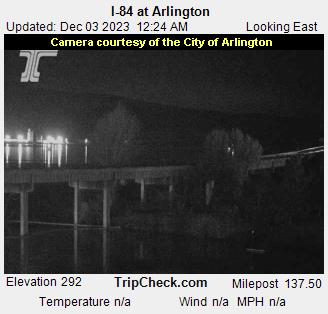 I-84 at Arlington
Updated: Dec 03 2023 12:24 AM Looking East
Camera courtesy of the City of Arlington
Elevation 292 TripCheck.com Milepost 137.50
Temperature n/a Wind n/a MPH n/a